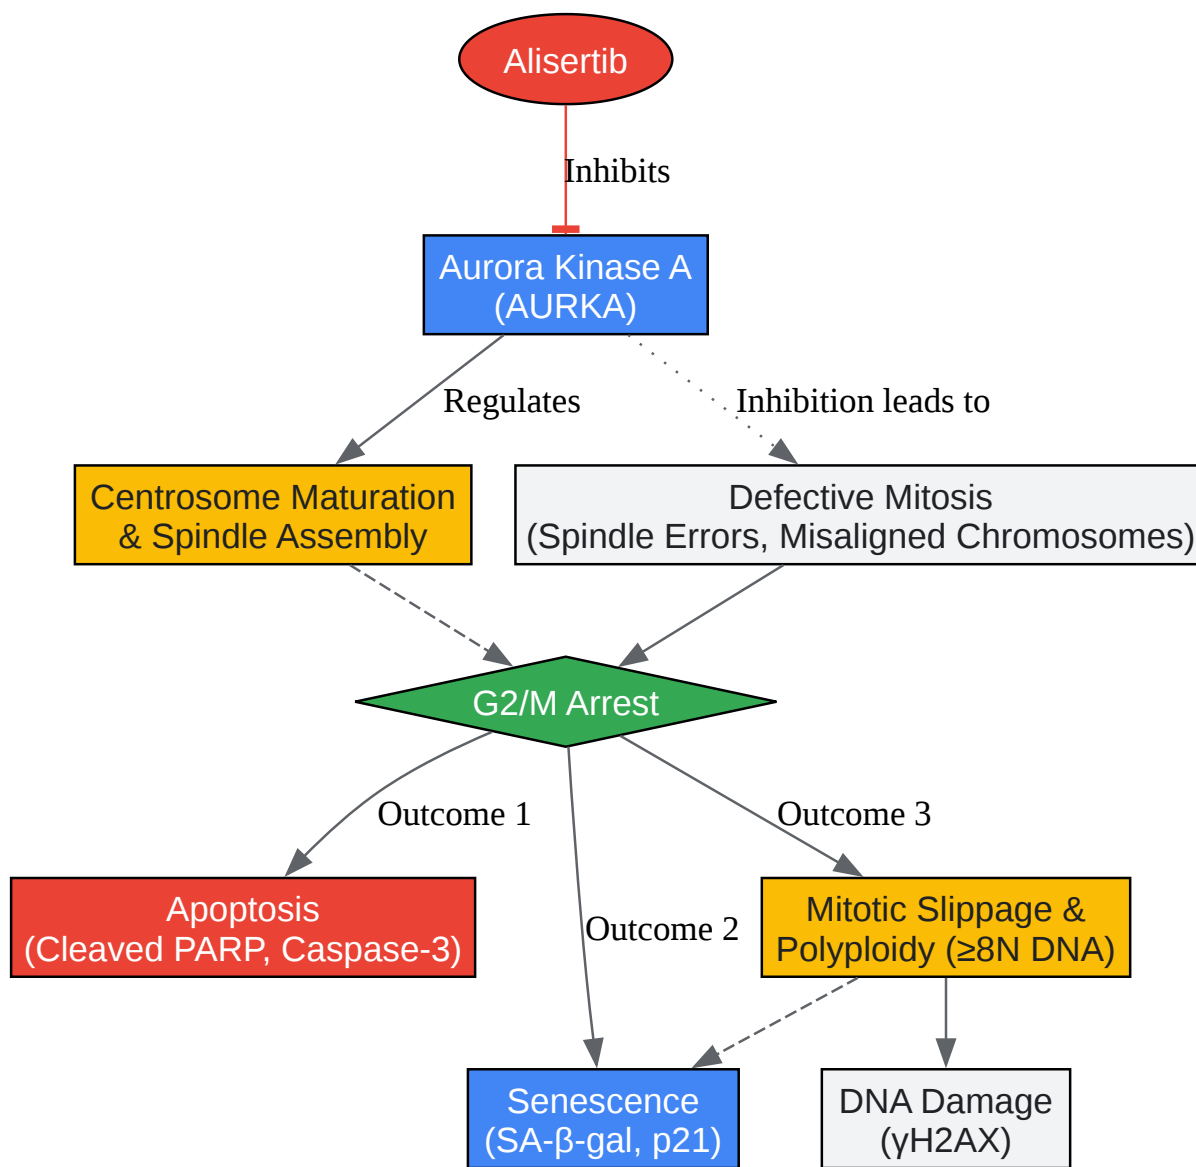 Alisertib
Inhibits
Aurora Kinase A
(AURKA)
Regulates
Inhibition leads to
Centrosome Maturation
& Spindle Assembly
Defective Mitosis
(Spindle Errors, Misaligned Chromosomes)
G2/M Arrest
Outcome 1
Outcome 3
Apoptosis
(Cleaved PARP, Caspase-3)
Outcome 2
Mitotic Slippage &
Polyploidy (≥8N DNA)
Senescence
(SA-β-gal, p21)
DNA Damage
(γH2AX)